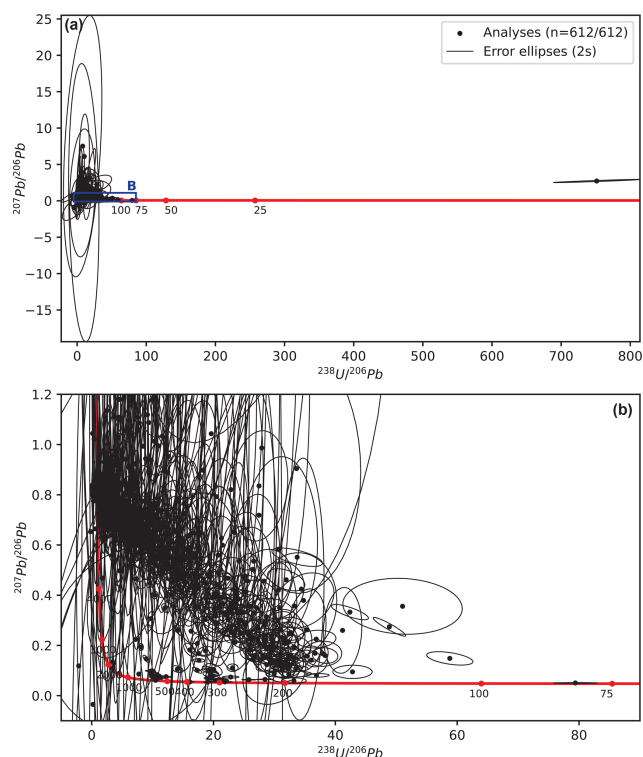 (a)
Analyses (n=612/612)
Error ellipses (2s)
25
20
15
10
5
0
−5
−10
−15
B
100 75 50 25
0 100 200 300 400 500 600 700 800
²³⁸U/²⁰⁶Pb
²⁰⁷Pb/²⁰⁶Pb
(b)
1.2
1.0
0.8
0.6
0.4
0.2
0.0
1000 500 400 300 200 100 75
0 20 40 60 80
²³⁸U/²⁰⁶Pb
²⁰⁷Pb/²⁰⁶Pb